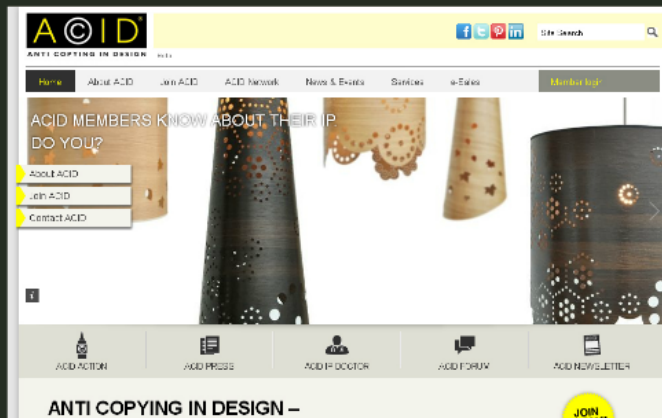 A©ID®
ANTI COPYING IN DESIGN
Hello
Site Search
Home About ACID Join ACID ACID Network News & Events Services e-Sales Member login
ACID MEMBERS KNOW ABOUT THEIR IP
DO YOU?
About ACID
Join ACID
Contact ACID
ACID ACTION ACID PRESS ACID IP DOCTOR ACID FORUM ACID NEWSLETTER
ANTI COPYING IN DESIGN –
JOIN